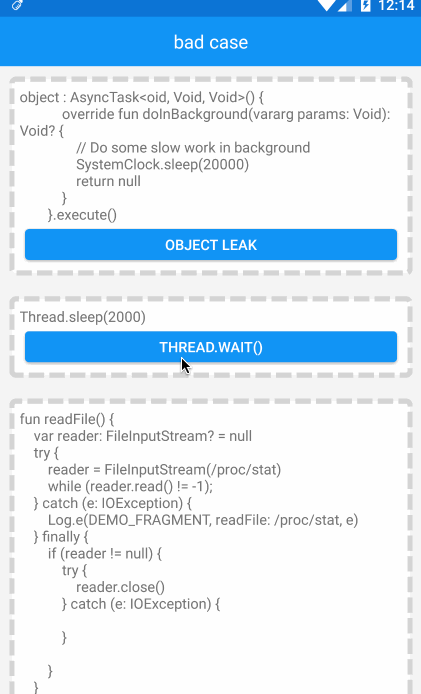 12:14
bad case
object : AsyncTask<oid, Void, Void>() {
override fun doInBackground(vararg params: Void):
Void? {
// Do some slow work in background
SystemClock.sleep(20000)
return null
}
}.execute()
OBJECT LEAK
Thread.sleep(2000)
THREAD.WAIT()
fun readFile() {
var reader: FileInputStream? = null
try {
reader = FileInputStream(/proc/stat)
while (reader.read() != -1);
} catch (e: IOException) {
Log.e(DEMO_FRAGMENT, readFile: /proc/stat, e)
} finally {
if (reader != null) {
try {
reader.close()
} catch (e: IOException) {
}
}
}